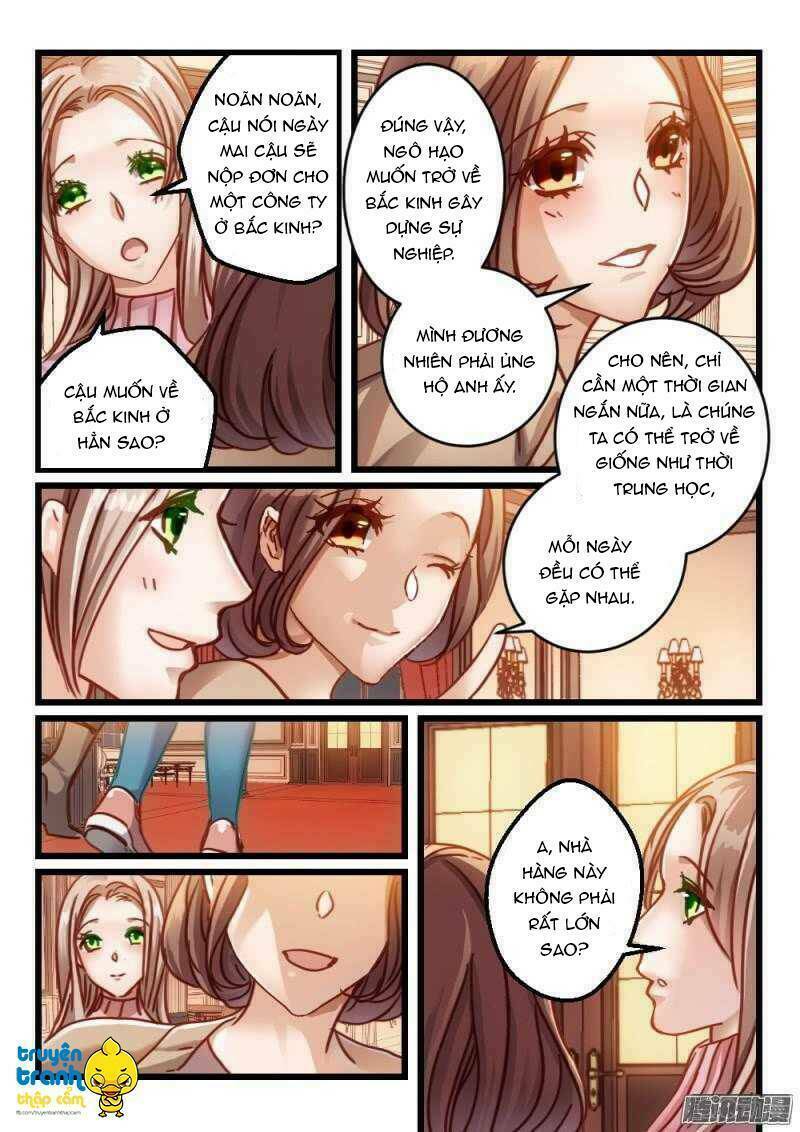 NOÃN NOÃN,
CẬU NÓI NGÀY
MAI CẬU SẼ
NỘP ĐƠN CHO
MỘT CÔNG TY
Ở BẮC KINH?
CẬU MUỐN VỀ
BẮC KINH Ở
HẲN SAO?
ĐÚNG VẬY,
NGÔ HẠO
MUỐN TRỞ VỀ
BẮC KINH GÂY
DỰNG SỰ
NGHIỆP.
MÌNH ĐƯƠNG
NHIÊN PHẢI ỦNG
HỘ ANH ẤY.
CHO NÊN, CHỈ
CẦN MỘT THỜI GIAN
NGẮN NỮA, LÀ CHÚNG
TA CÓ THỂ TRỞ VỀ
GIỐNG NHƯ THỜI
TRUNG HỌC,
MỖI NGÀY
ĐỀU CÓ THỂ
GẶP NHAU.
A, NHÀ
HÀNG NÀY
KHÔNG PHẢI
RẤT LỚN
SAO?
truyện
tranh
thập cẩm
fb.com/truyentranhthapcam
腾讯动漫